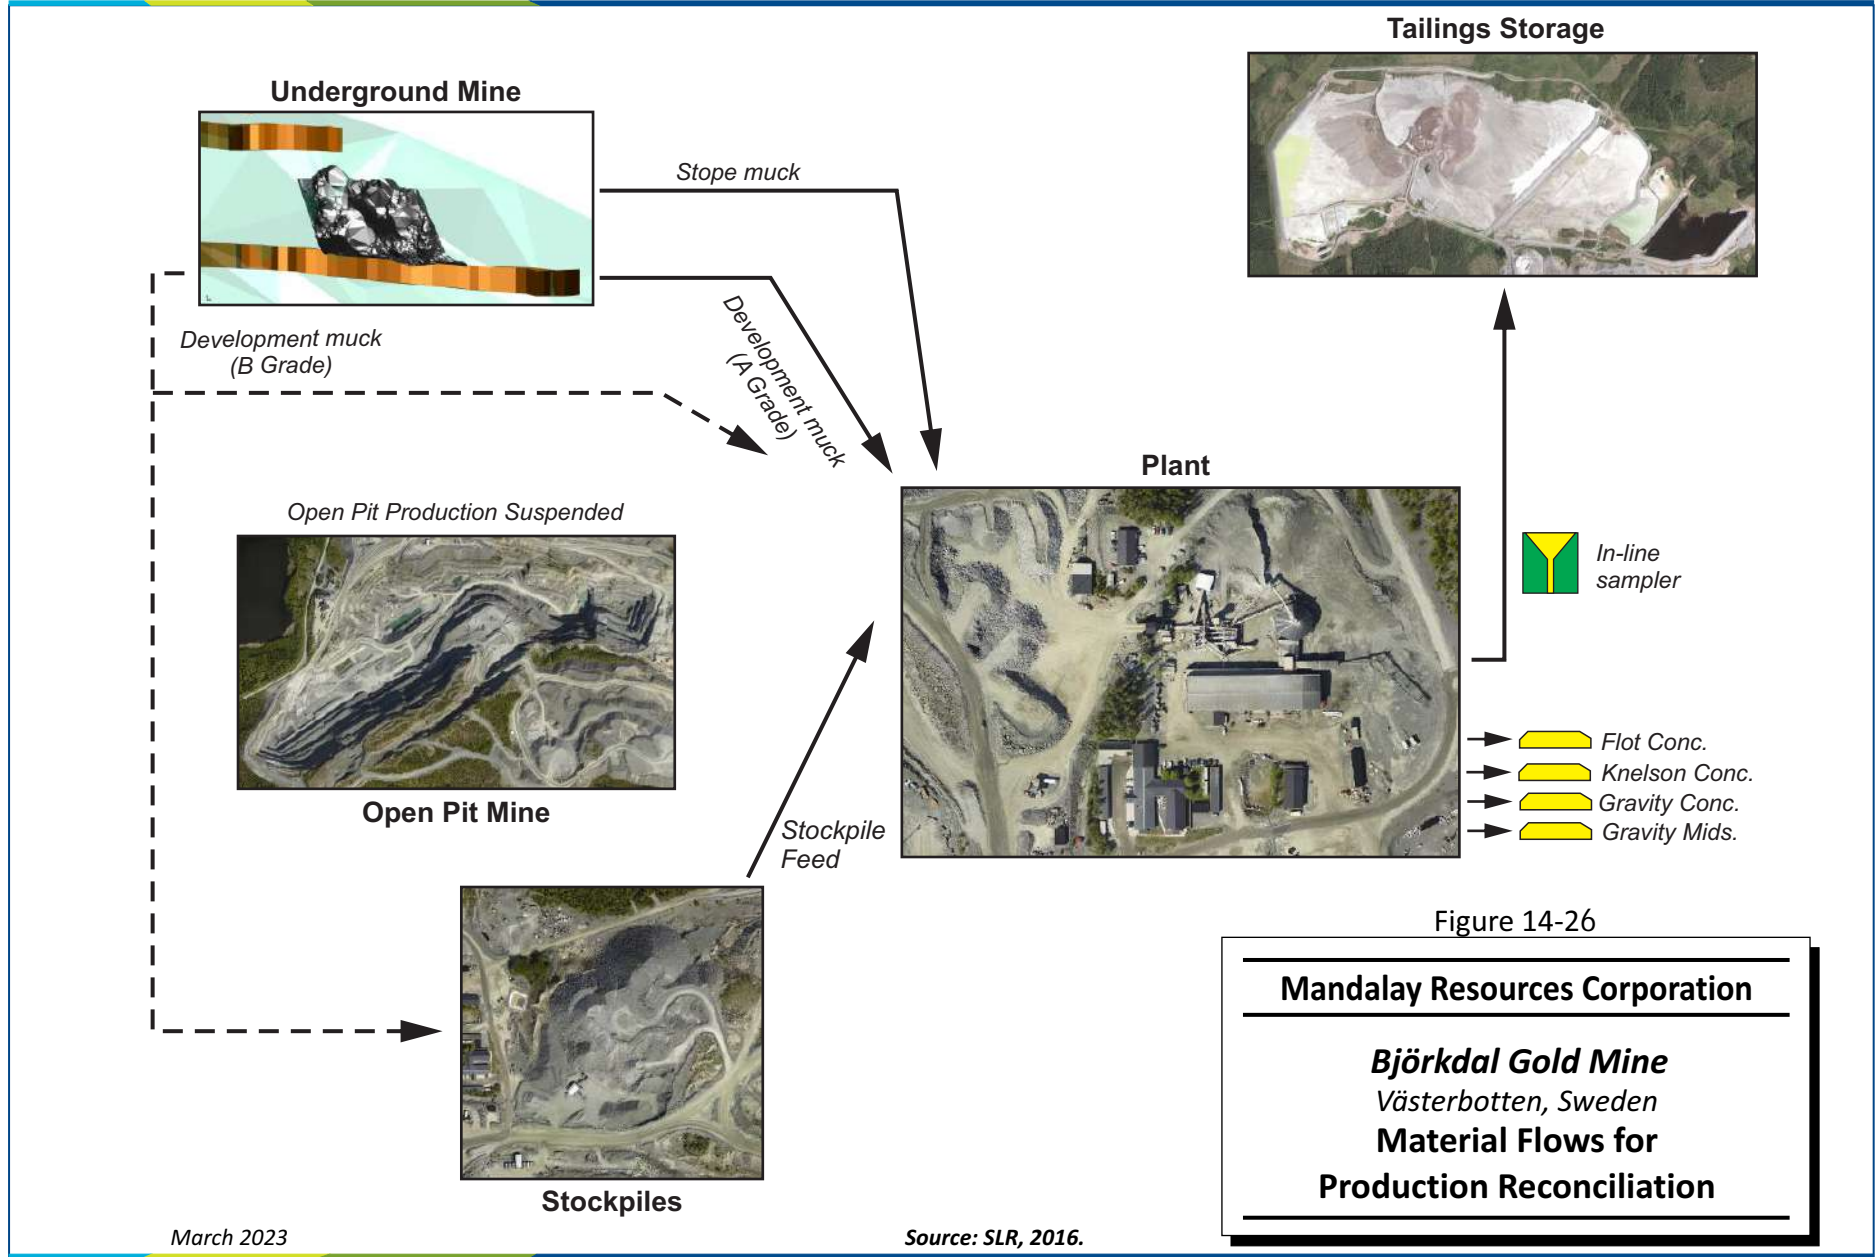 Tailings Storage
Underground Mine
Stope muck
Development muck
(A Grade)
Development muck
(B Grade)
Plant
Open Pit Production Suspended
In-line
sampler
Flot Conc.
Knelson Conc.
Gravity Conc.
Gravity Mids.
Open Pit Mine
Stockpile
Feed
Stockpiles
Figure 14-26
Mandalay Resources Corporation
Björkdal Gold Mine
Västerbotten, Sweden
Material Flows for
Production Reconciliation
March 2023
Source: SLR, 2016.